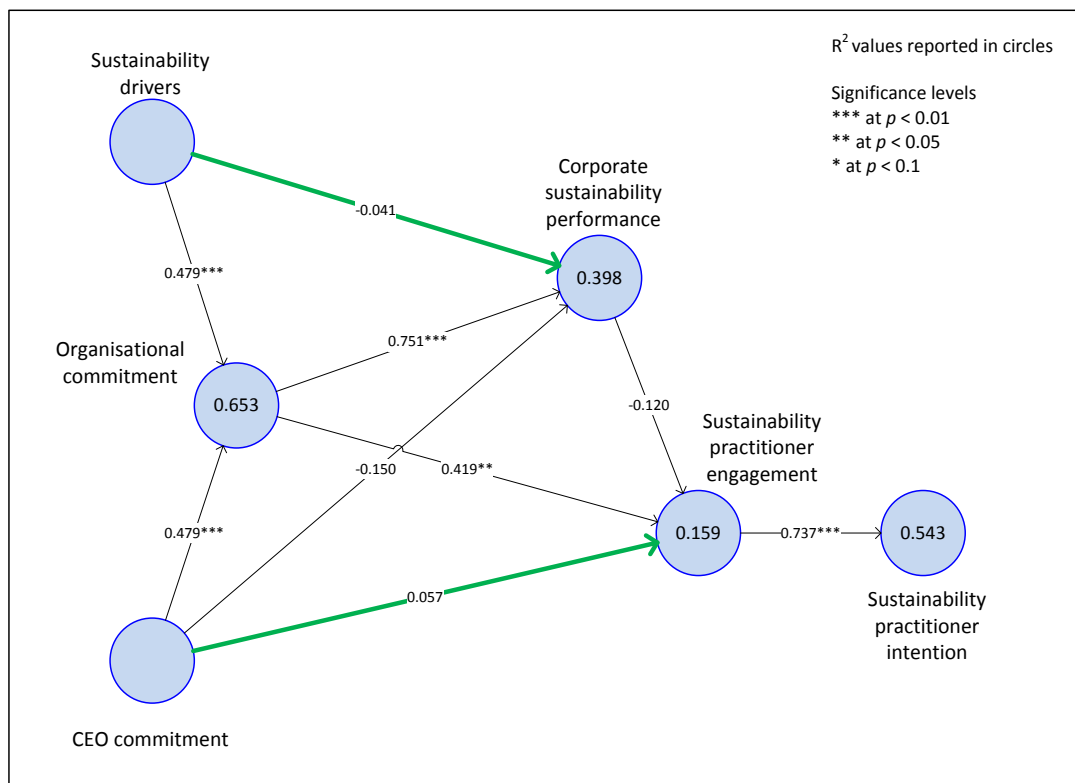 Sustainability
drivers
R² values reported in circles
Significance levels
*** at p < 0.01
** at p < 0.05
* at p < 0.1
Corporate
sustainability
performance
-0.041
0.398
0.479***
0.751***
Organisational
commitment
0.653
-0.120
Sustainability
practitioner
engagement
-0.150
0.419**
0.479***
0.159
0.737***
0.543
0.057
Sustainability
practitioner
intention
CEO commitment